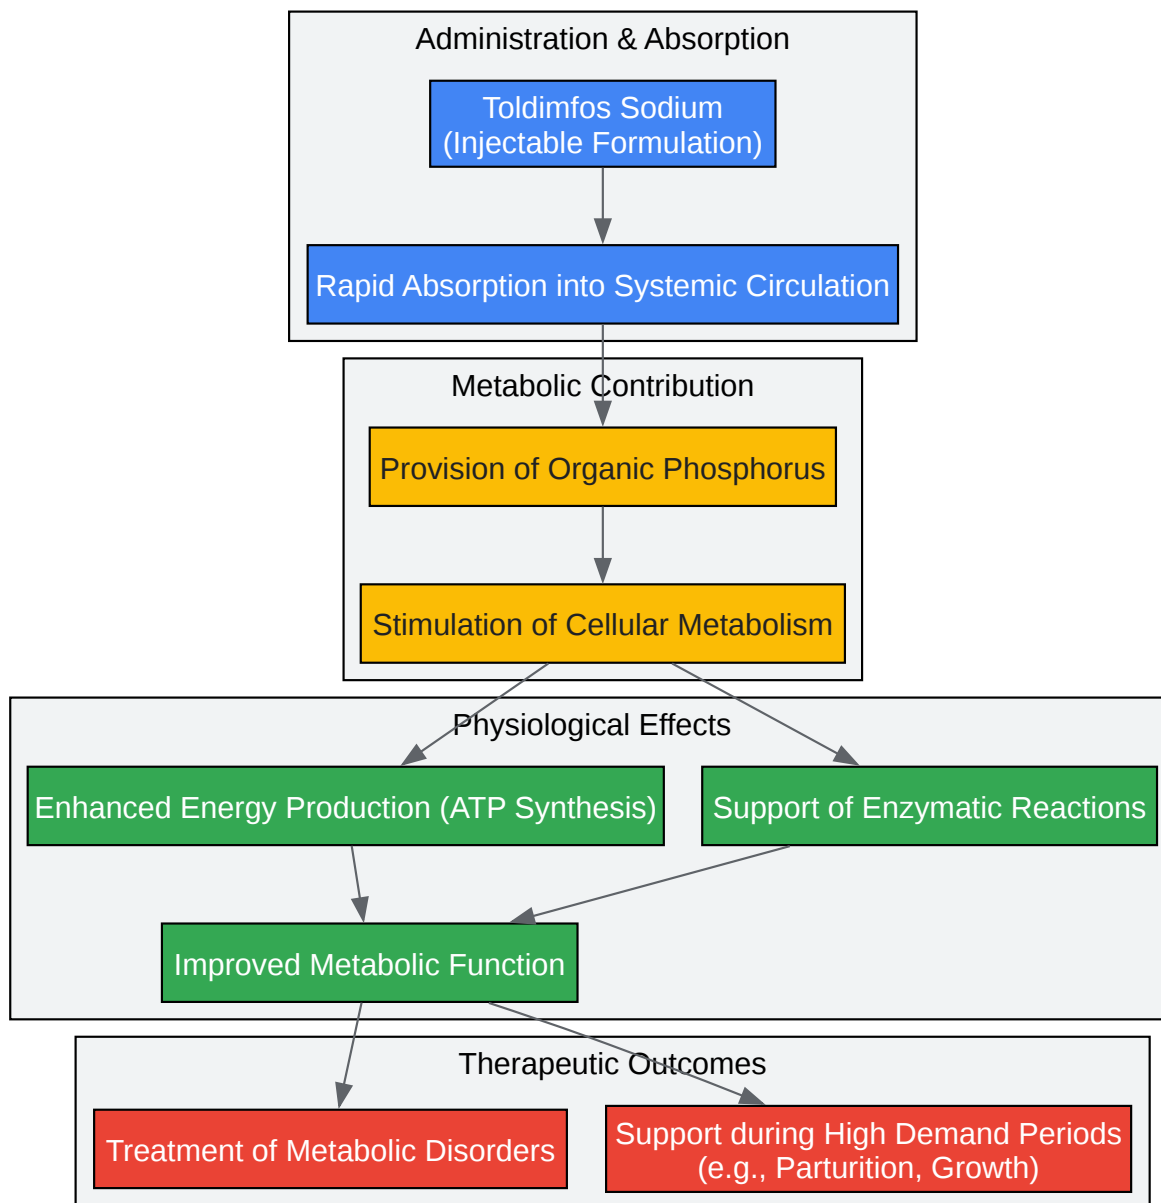 Administration & Absorption
Toldimfos Sodium
(Injectable Formulation)
Rapid Absorption into Systemic Circulation
Metabolic Contribution
Provision of Organic Phosphorus
Stimulation of Cellular Metabolism
Physiological Effects
Enhanced Energy Production (ATP Synthesis)
Support of Enzymatic Reactions
Improved Metabolic Function
Therapeutic Outcomes
Treatment of Metabolic Disorders
Support during High Demand Periods
(e.g., Parturition, Growth)